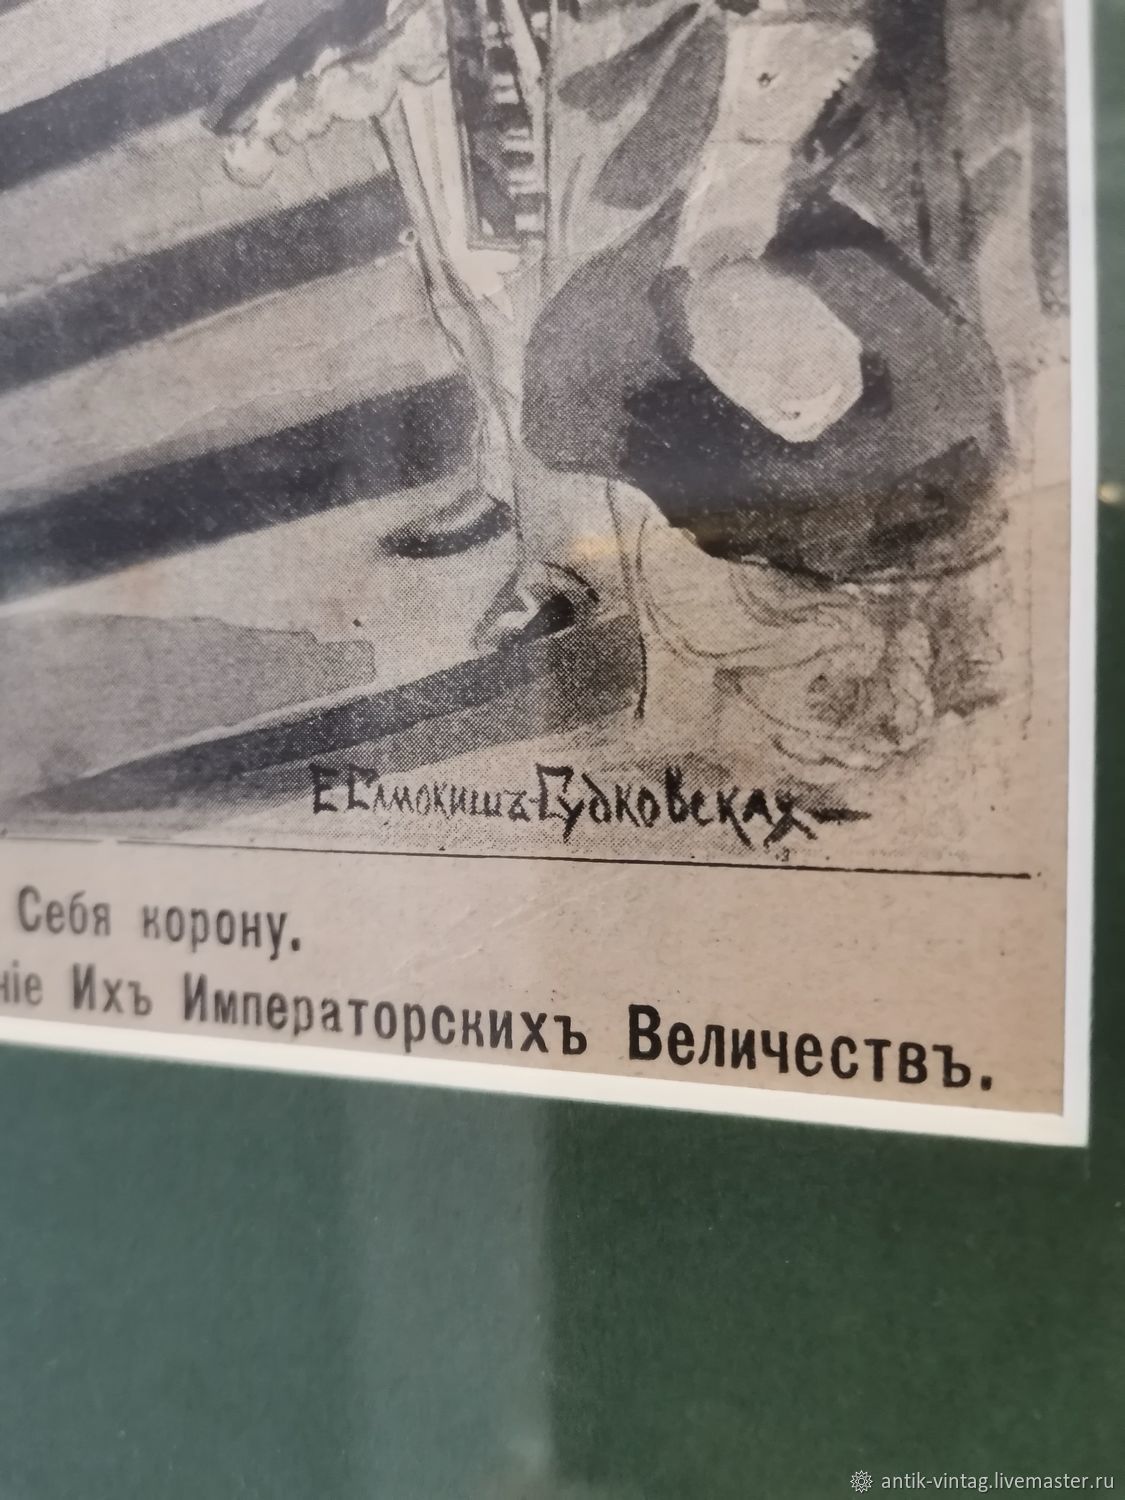 Е Самокишъ-Судковская
Себя корону.
ніе Ихъ Императорскихъ Величествъ.
antik-vintag.livemaster.ru